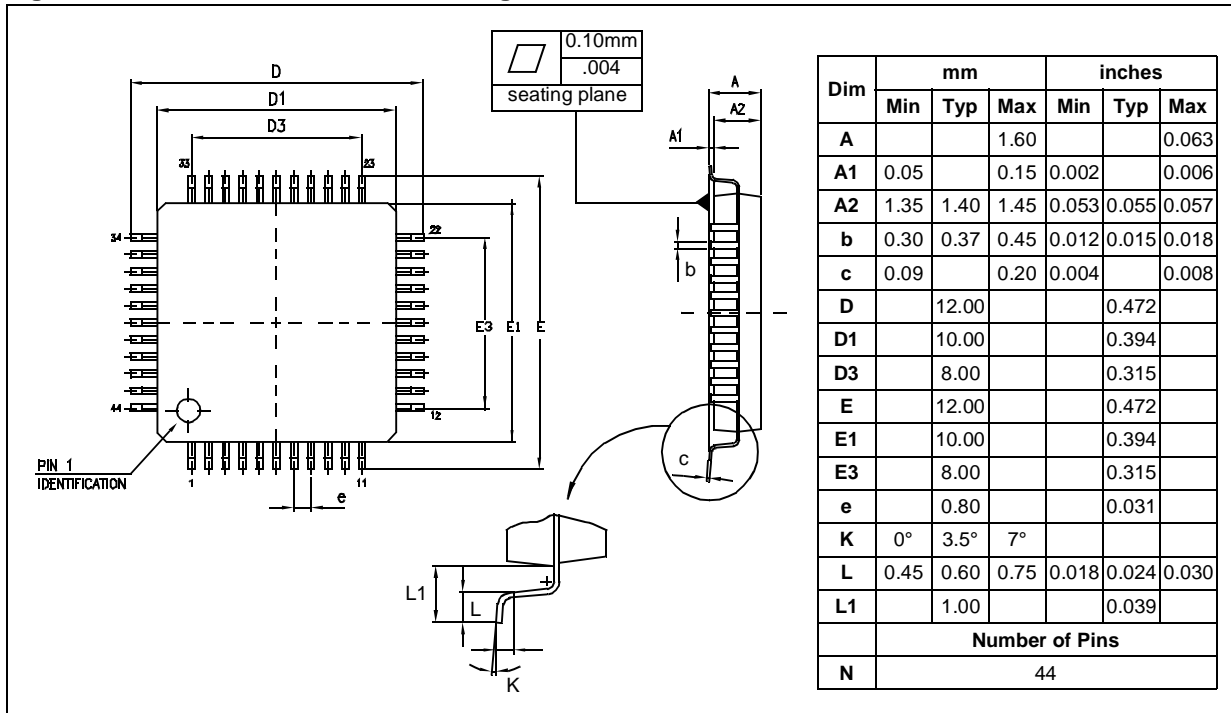 0.10mm
.004
seating plane
D
D1
D3
33
23
34
22
44
12
E3
E1
E
PIN 1
IDENTIFICATION
1
11
e
A
A2
A1
b
c
L1
L
K
Dim mm inches
Min Typ Max Min Typ Max
A 1.60 0.063
A1 0.05 0.15 0.002 0.006
A2 1.35 1.40 1.45 0.053 0.055 0.057
b 0.30 0.37 0.45 0.012 0.015 0.018
c 0.09 0.20 0.004 0.008
D 12.00 0.472
D1 10.00 0.394
D3 8.00 0.315
E 12.00 0.472
E1 10.00 0.394
E3 8.00 0.315
e 0.80 0.031
K 0° 3.5° 7°
L 0.45 0.60 0.75 0.018 0.024 0.030
L1 1.00 0.039
Number of Pins
N 44